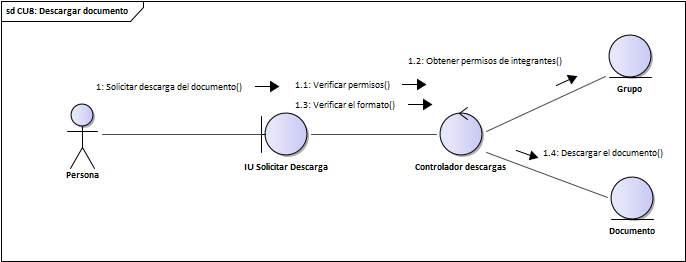 sd CU8: Descargar documento
1.2: Obtener permisos de integrantes()
1: Solicitar descarga del documento()
1.1: Verificar permisos()
1.3: Verificar el formato()
Grupo
1.4: Descargar el documento()
Persona
IU Solicitar Descarga
Controlador descargas
Documento